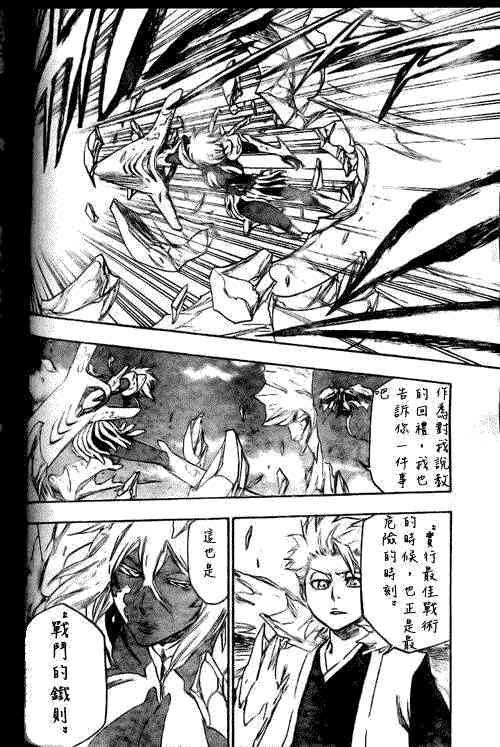 作為對我說教
的回禮，我也
告訴你一件事
吧
“實行最佳戰術
的時候，也正是最
危險的時刻。
這也是
“戰鬥的鐵則”